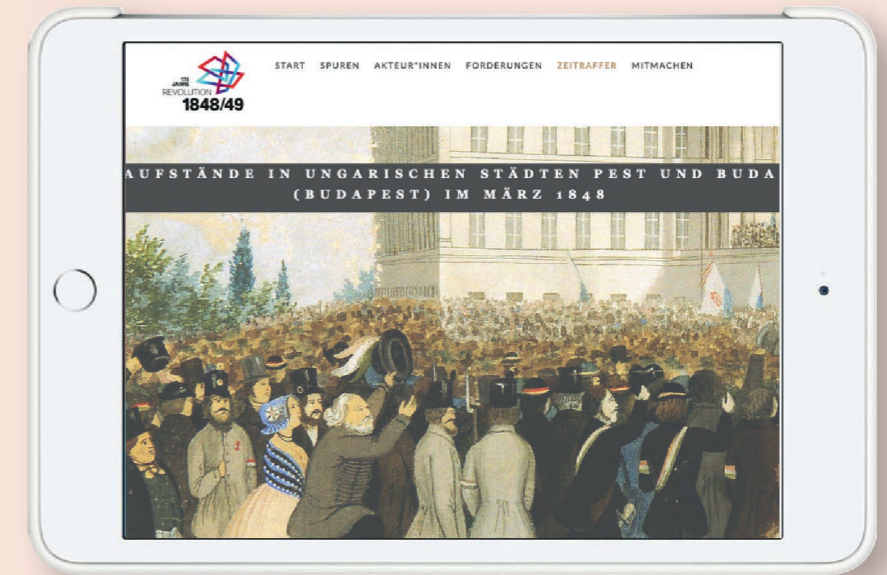 175
JAHRE
REVOLUTION
1848/49
START SPUREN AKTEUR*INNEN FORDERUNGEN ZEITRAFFER MITMACHEN
AUFSTÄNDE IN UNGARISCHEN STÄDTEN PEST UND BUDA
(BUDAPEST) IM MÄRZ 1848